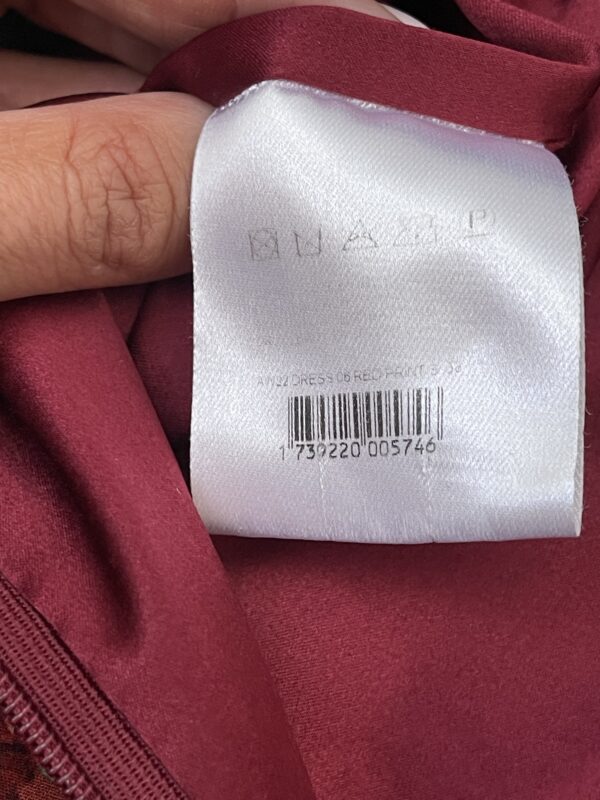 P
AW22 DRESS 06 RED PRINT
1 739220 005746